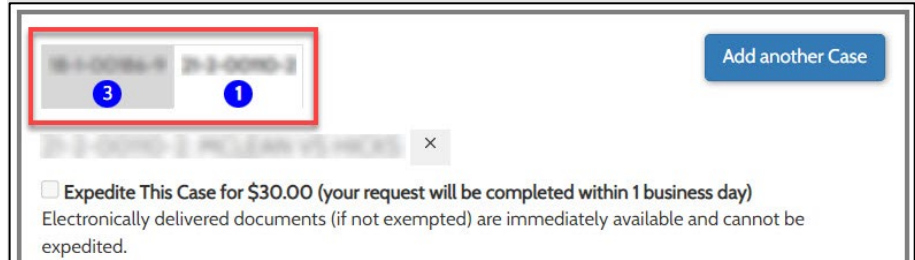 Add another Case
3 1
×
Expedite This Case for $30.00 (your request will be completed within 1 business day)
Electronically delivered documents (if not exempted) are immediately available and cannot be
expedited.